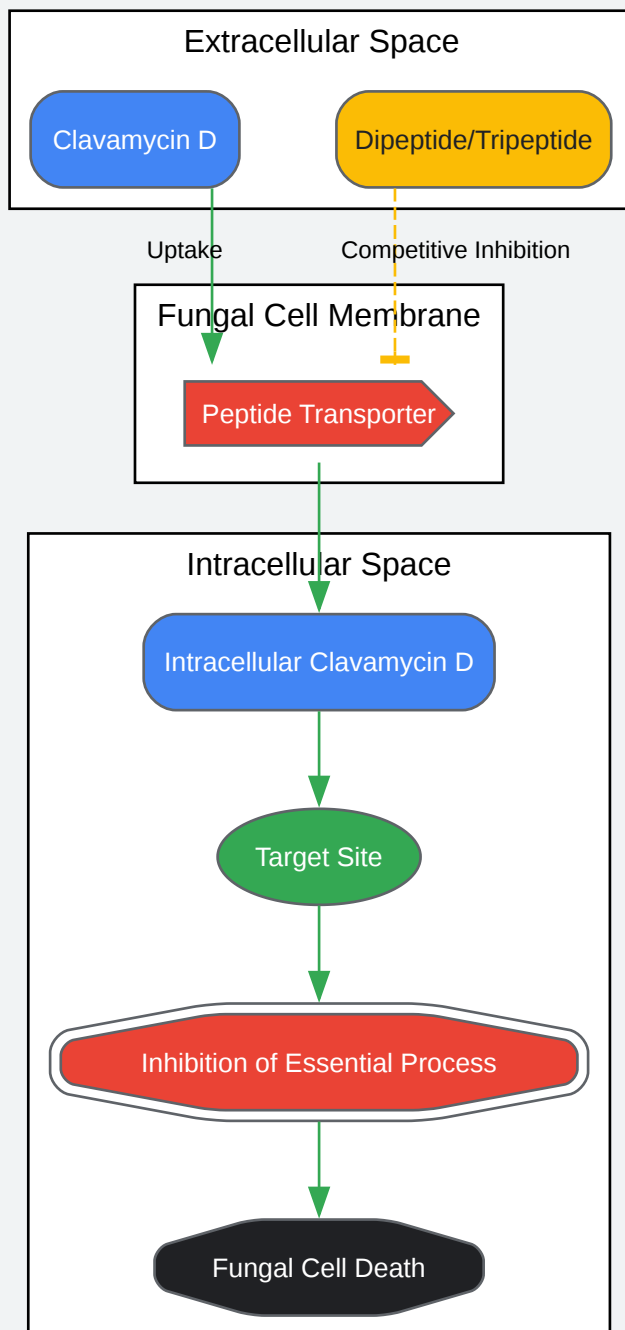 Extracellular Space
Clavamycin D
Dipeptide/Tripeptide
Uptake
Competitive Inhibition
Fungal Cell Membrane
Peptide Transporter
Intracellular Space
Intracellular Clavamycin D
Target Site
Inhibition of Essential Process
Fungal Cell Death